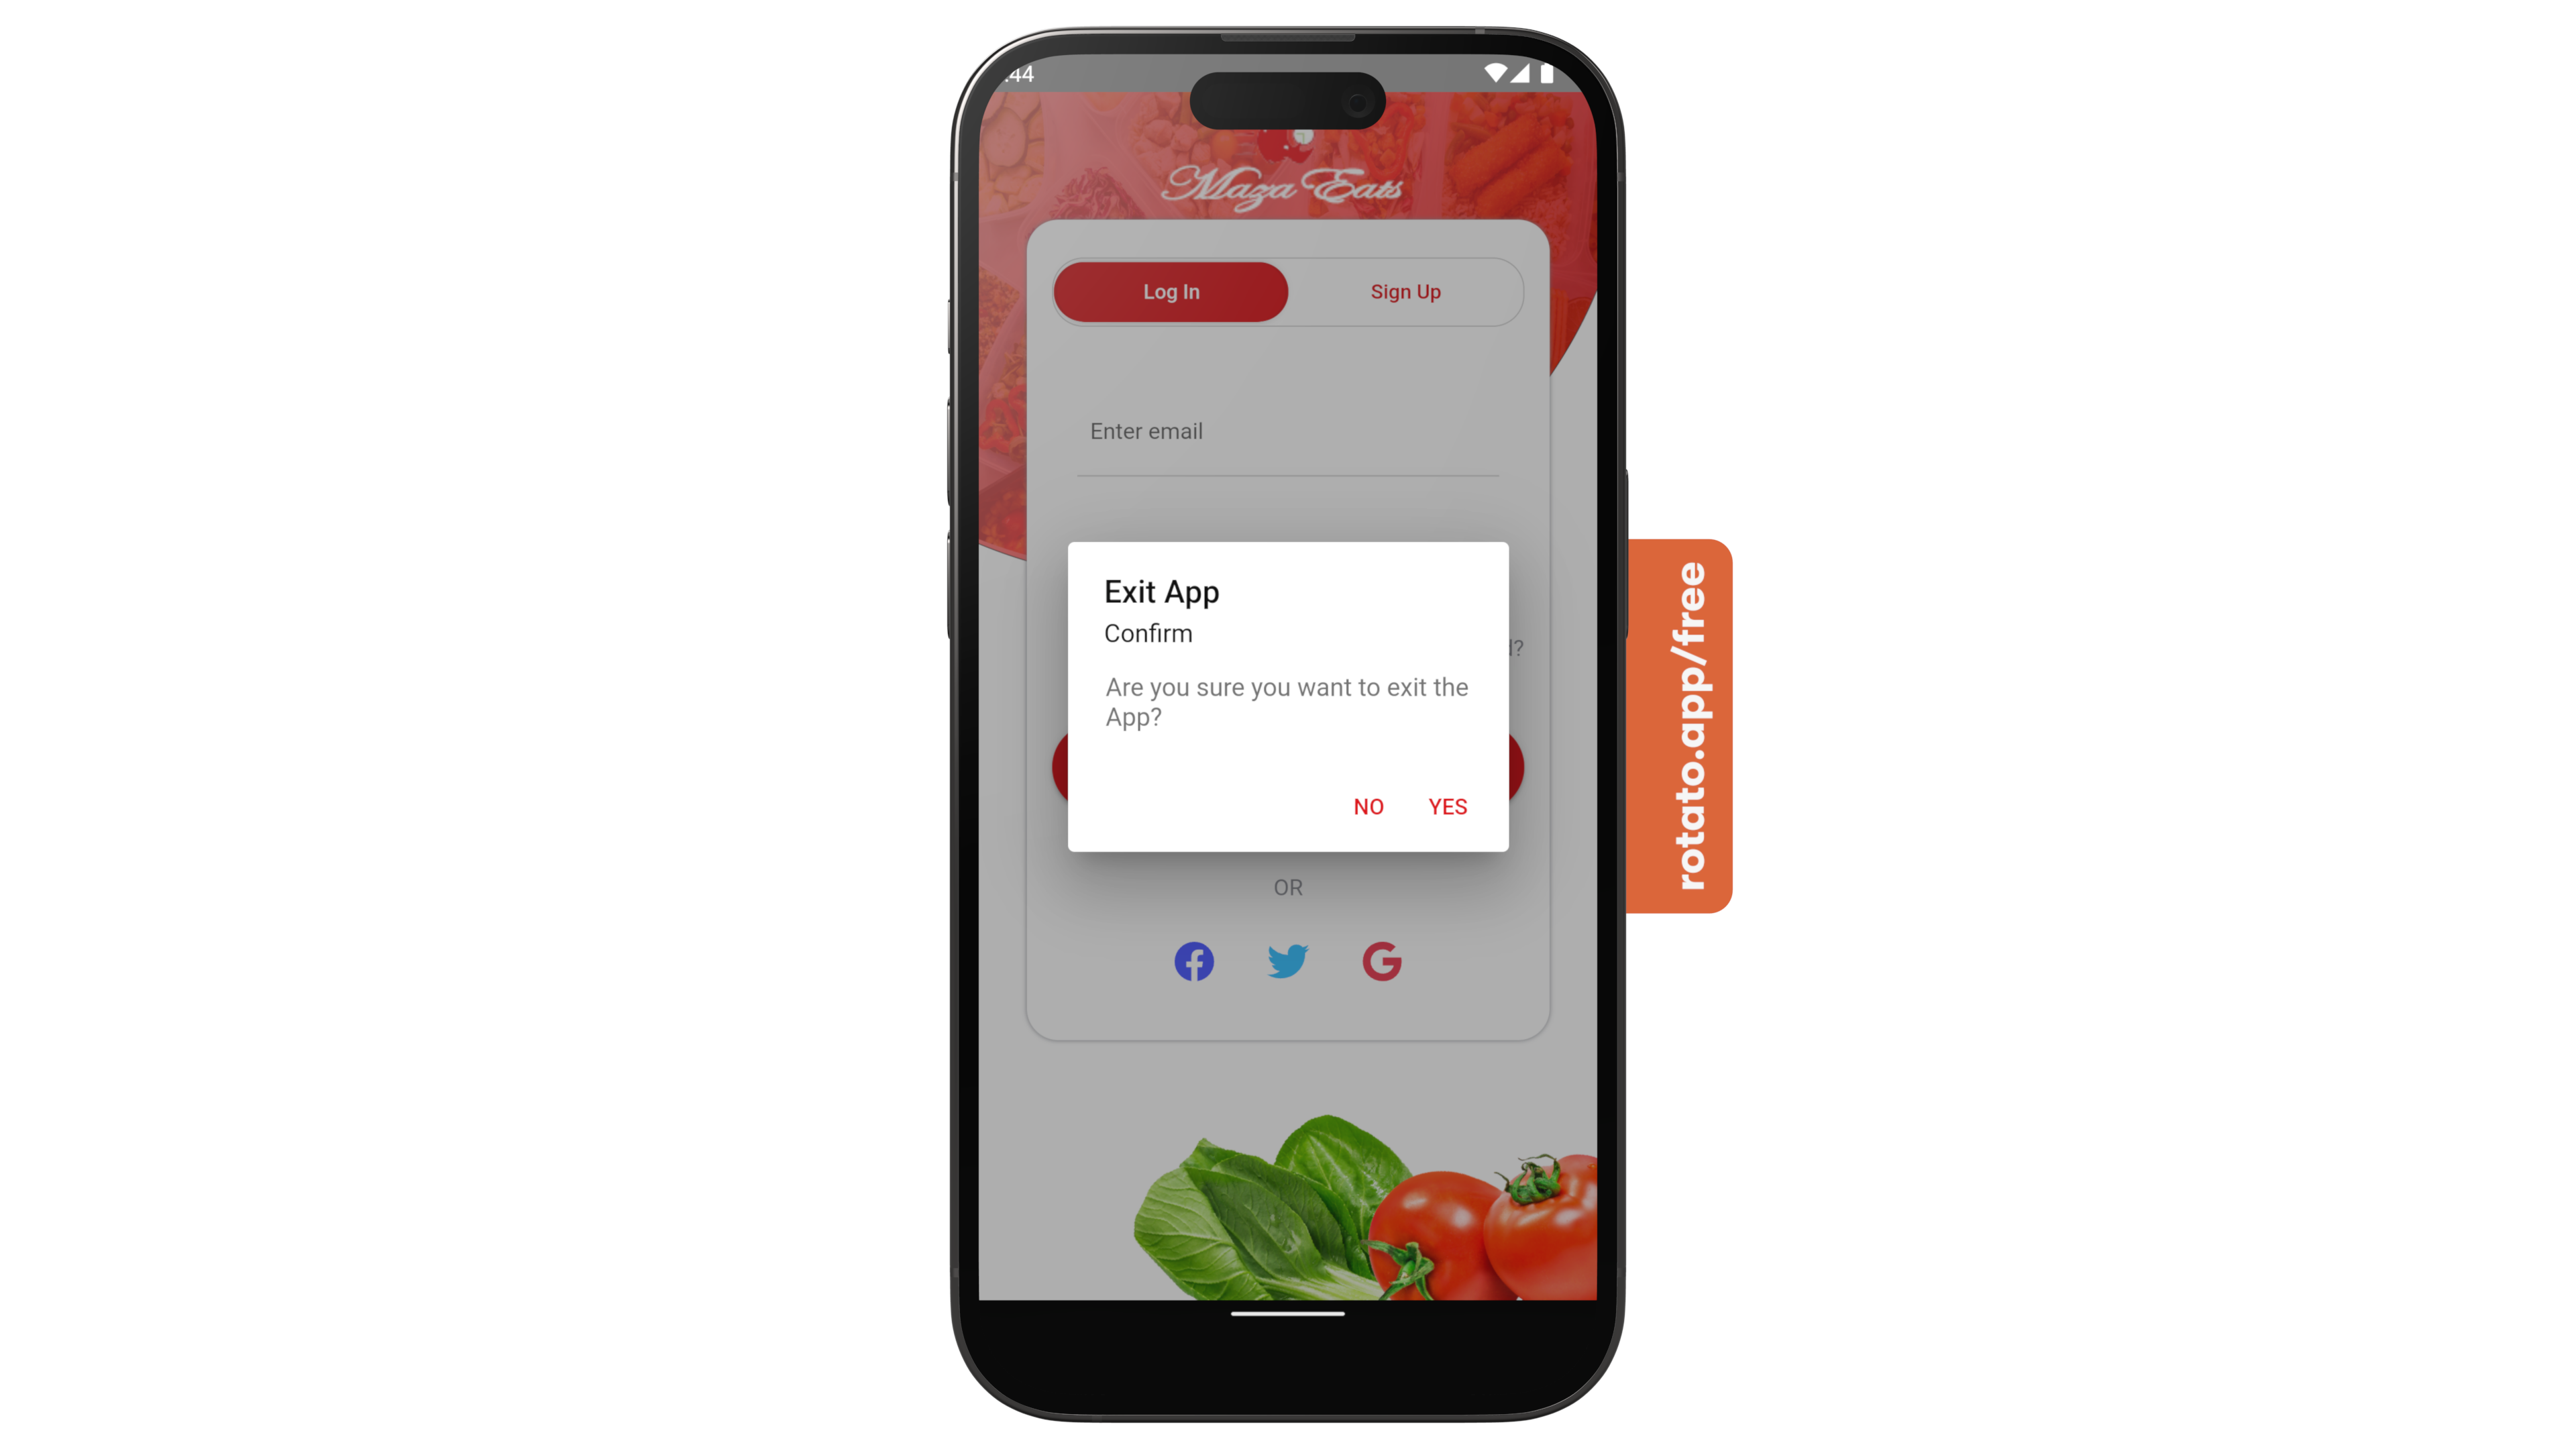 :44
Maza Eats
Log In
Sign Up
Enter email
Exit App
Confirm
d?
Are you sure you want to exit the
App?
NO
YES
OR
rotato.app/free